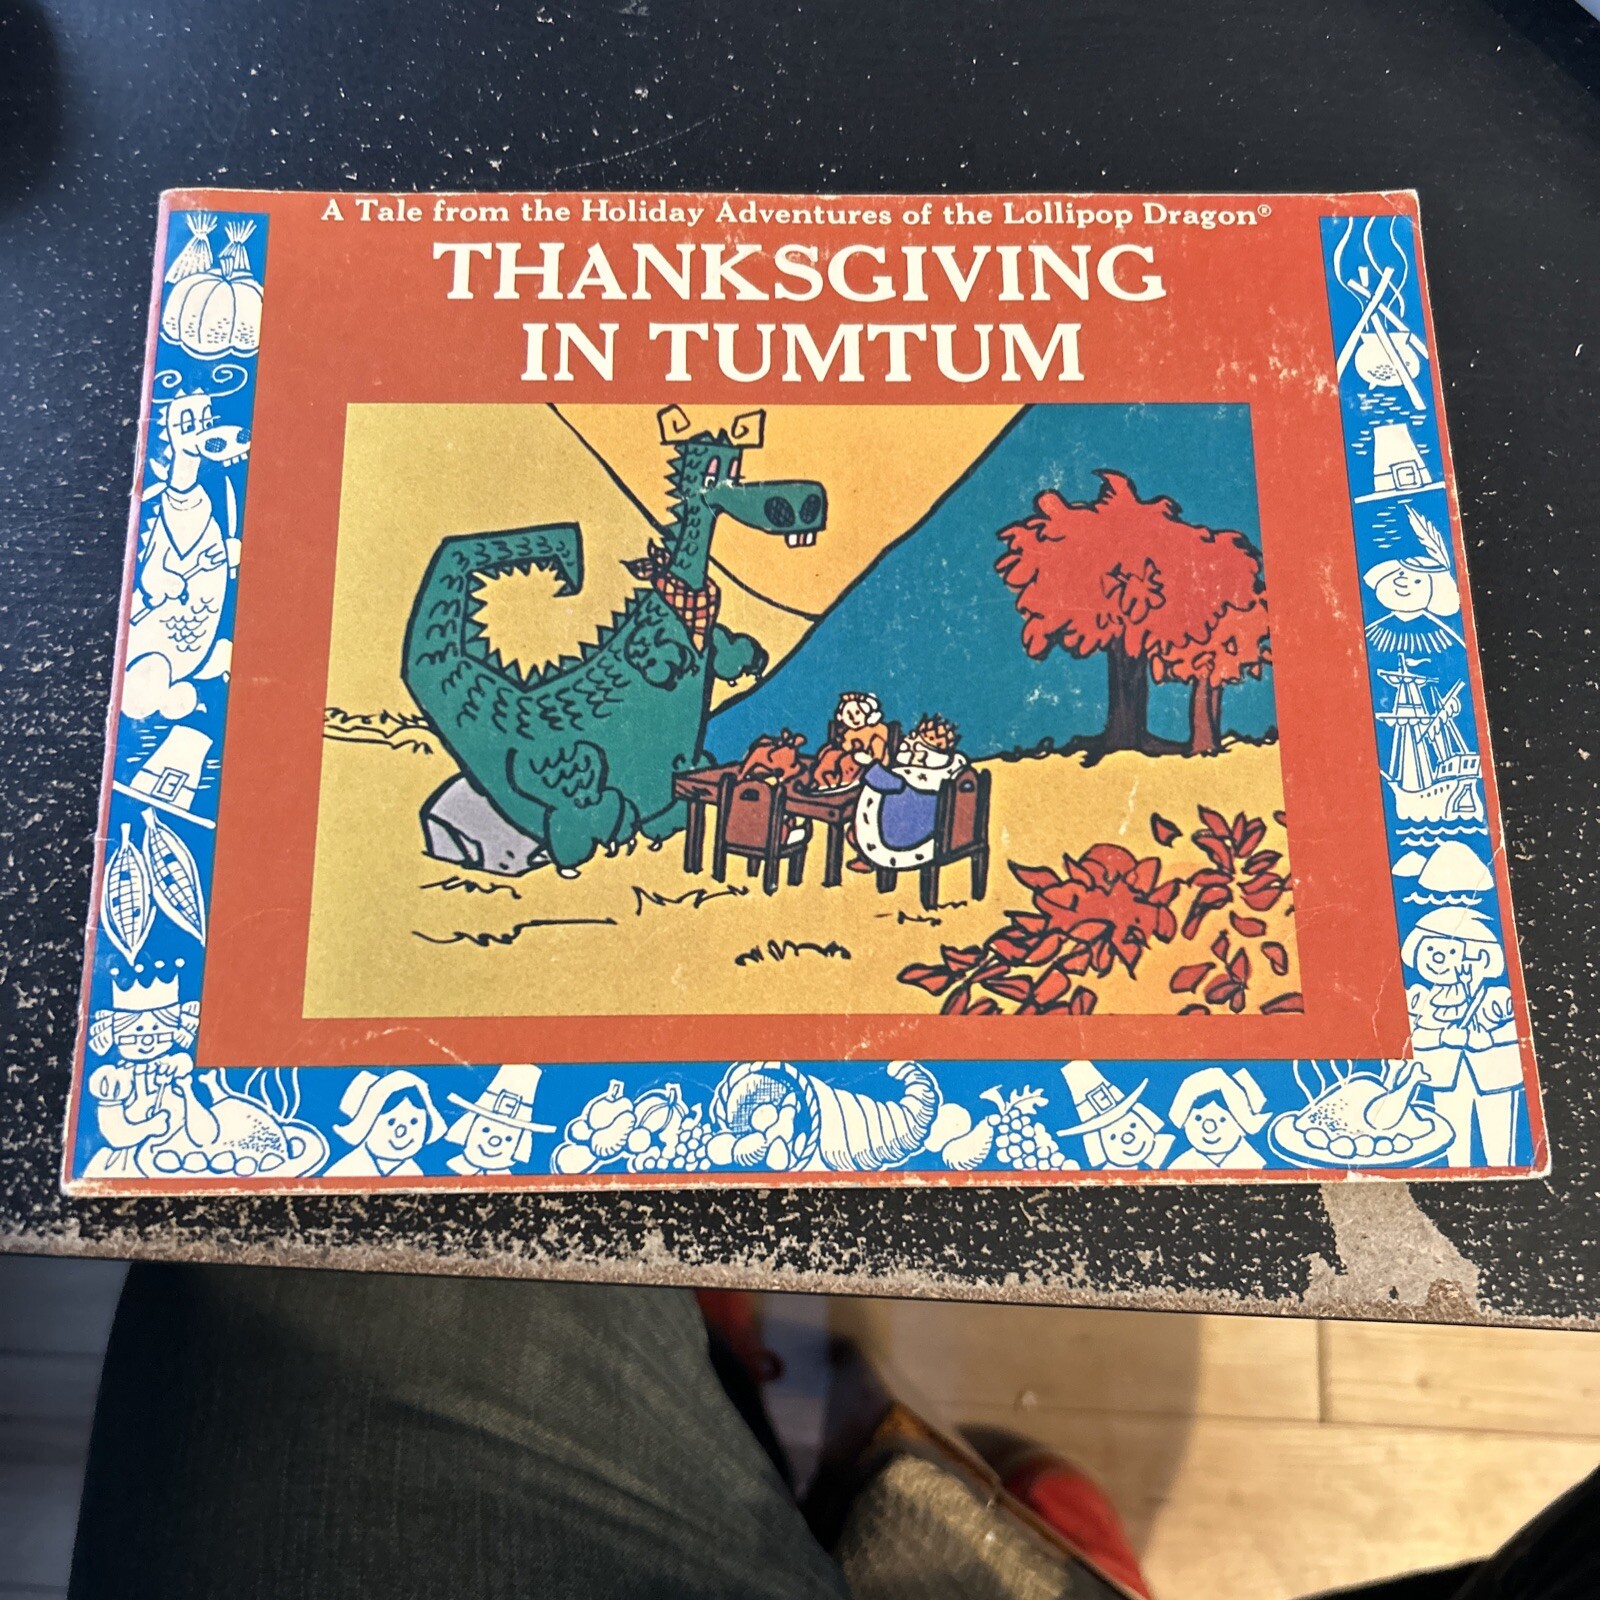 A Tale from the Holiday Adventures of the Lollipop Dragon®
THANKSGIVING
IN TUMTUM